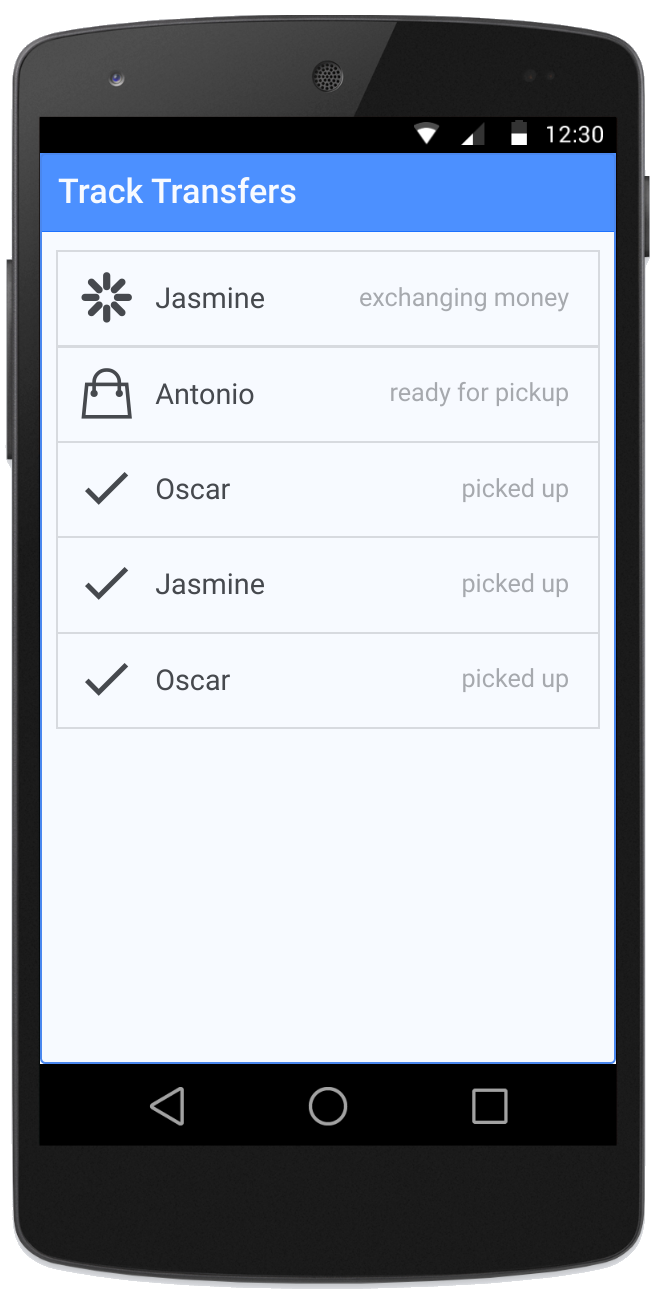 12:30
Track Transfers
Jasmine exchanging money
Antonio ready for pickup
Oscar picked up
Jasmine picked up
Oscar picked up